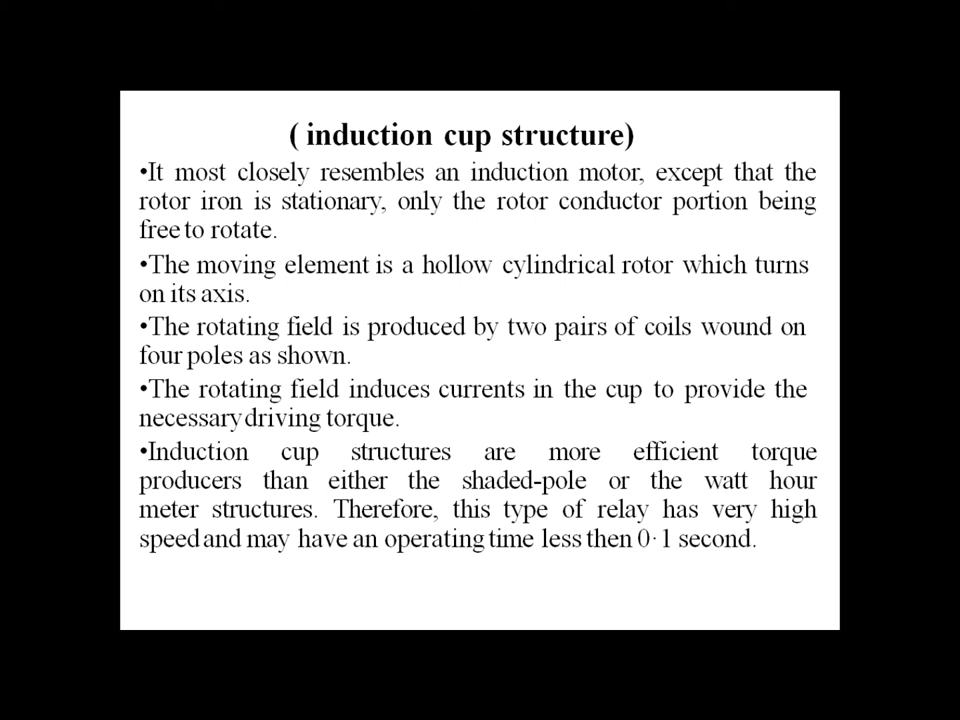 ( induction cup structure)
•It most closely resembles an induction motor, except that the
rotor iron is stationary, only the rotor conductor portion being
free to rotate.
•The moving element is a hollow cylindrical rotor which turns
on its axis.
•The rotating field is produced by two pairs of coils wound on
four poles as shown.
•The rotating field induces currents in the cup to provide the
necessary driving torque.
•Induction cup structures are more efficient torque
producers than either the shaded-pole or the watt hour
meter structures. Therefore, this type of relay has very high
speed and may have an operating time less then 0·1 second.